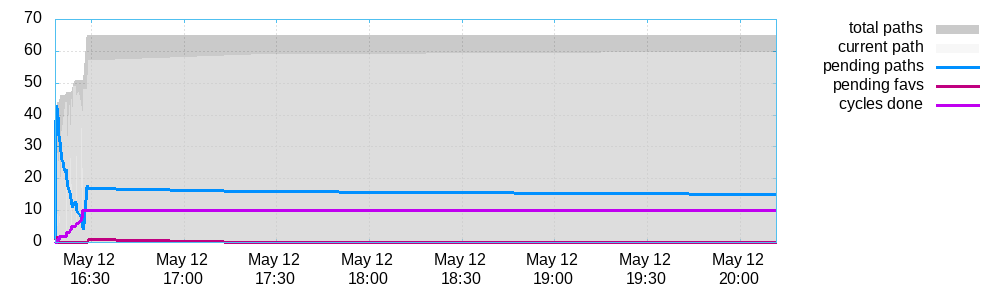 70
60
50
40
30
20
10
0
May 12 May 12 May 12 May 12 May 12 May 12 May 12 May 12
16:30 17:00 17:30 18:00 18:30 19:00 19:30 20:00
total paths
current path
pending paths
pending favs
cycles done